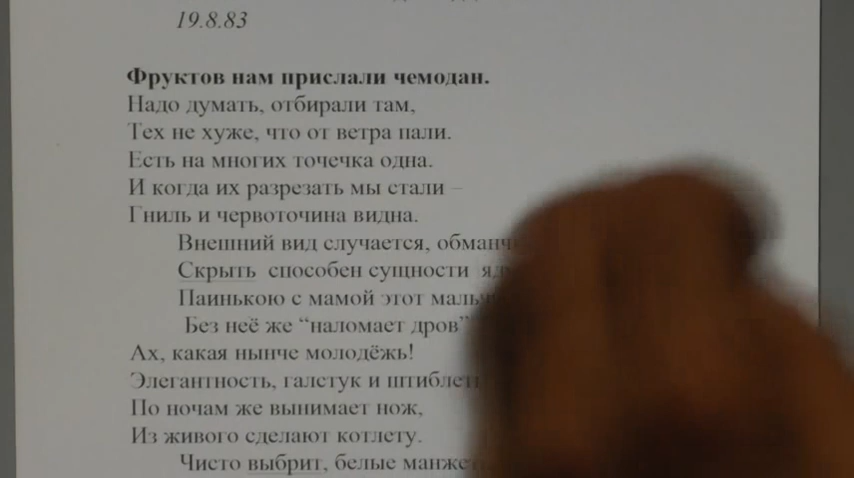 19.8.83
Фруктов нам прислали чемодан.
Надо думать, отбирали там,
Тех не хуже, что от ветра пали.
Есть на многих точечка одна.
И когда их разрезать мы стали –
Гниль и червоточина видна.
Внешний вид случается,
Скрыть способен сущности
Паинькою с мамой этот
Без неё же “наломает дров”
Ах, какая нынче молодёжь!
Элегантность, галстук и
По ночам же вынимает нож,
Из живого сделают котлету.
Чисто выбрит, белые